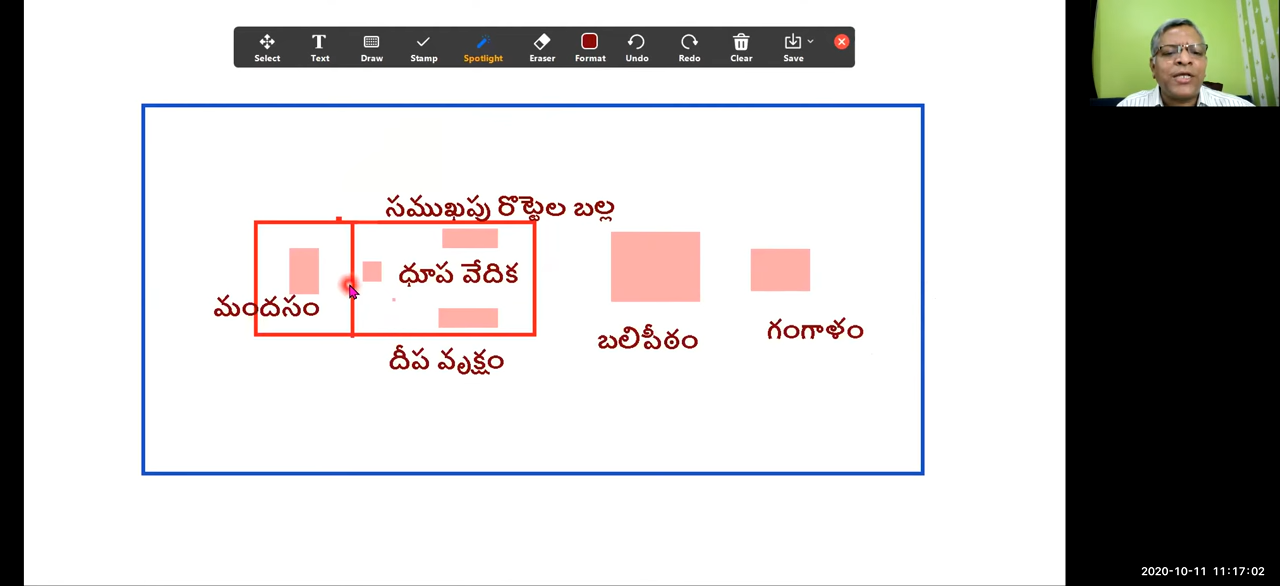 Select Text Draw Stamp Spotlight Eraser Format Undo Redo Clear Save
సముఖపు రొట్టెల బల్ల
ధూప వేదిక
మందసం
దీప వృక్షం
బలిపీఠం
గంగాళం
2020-10-11 11:17:02